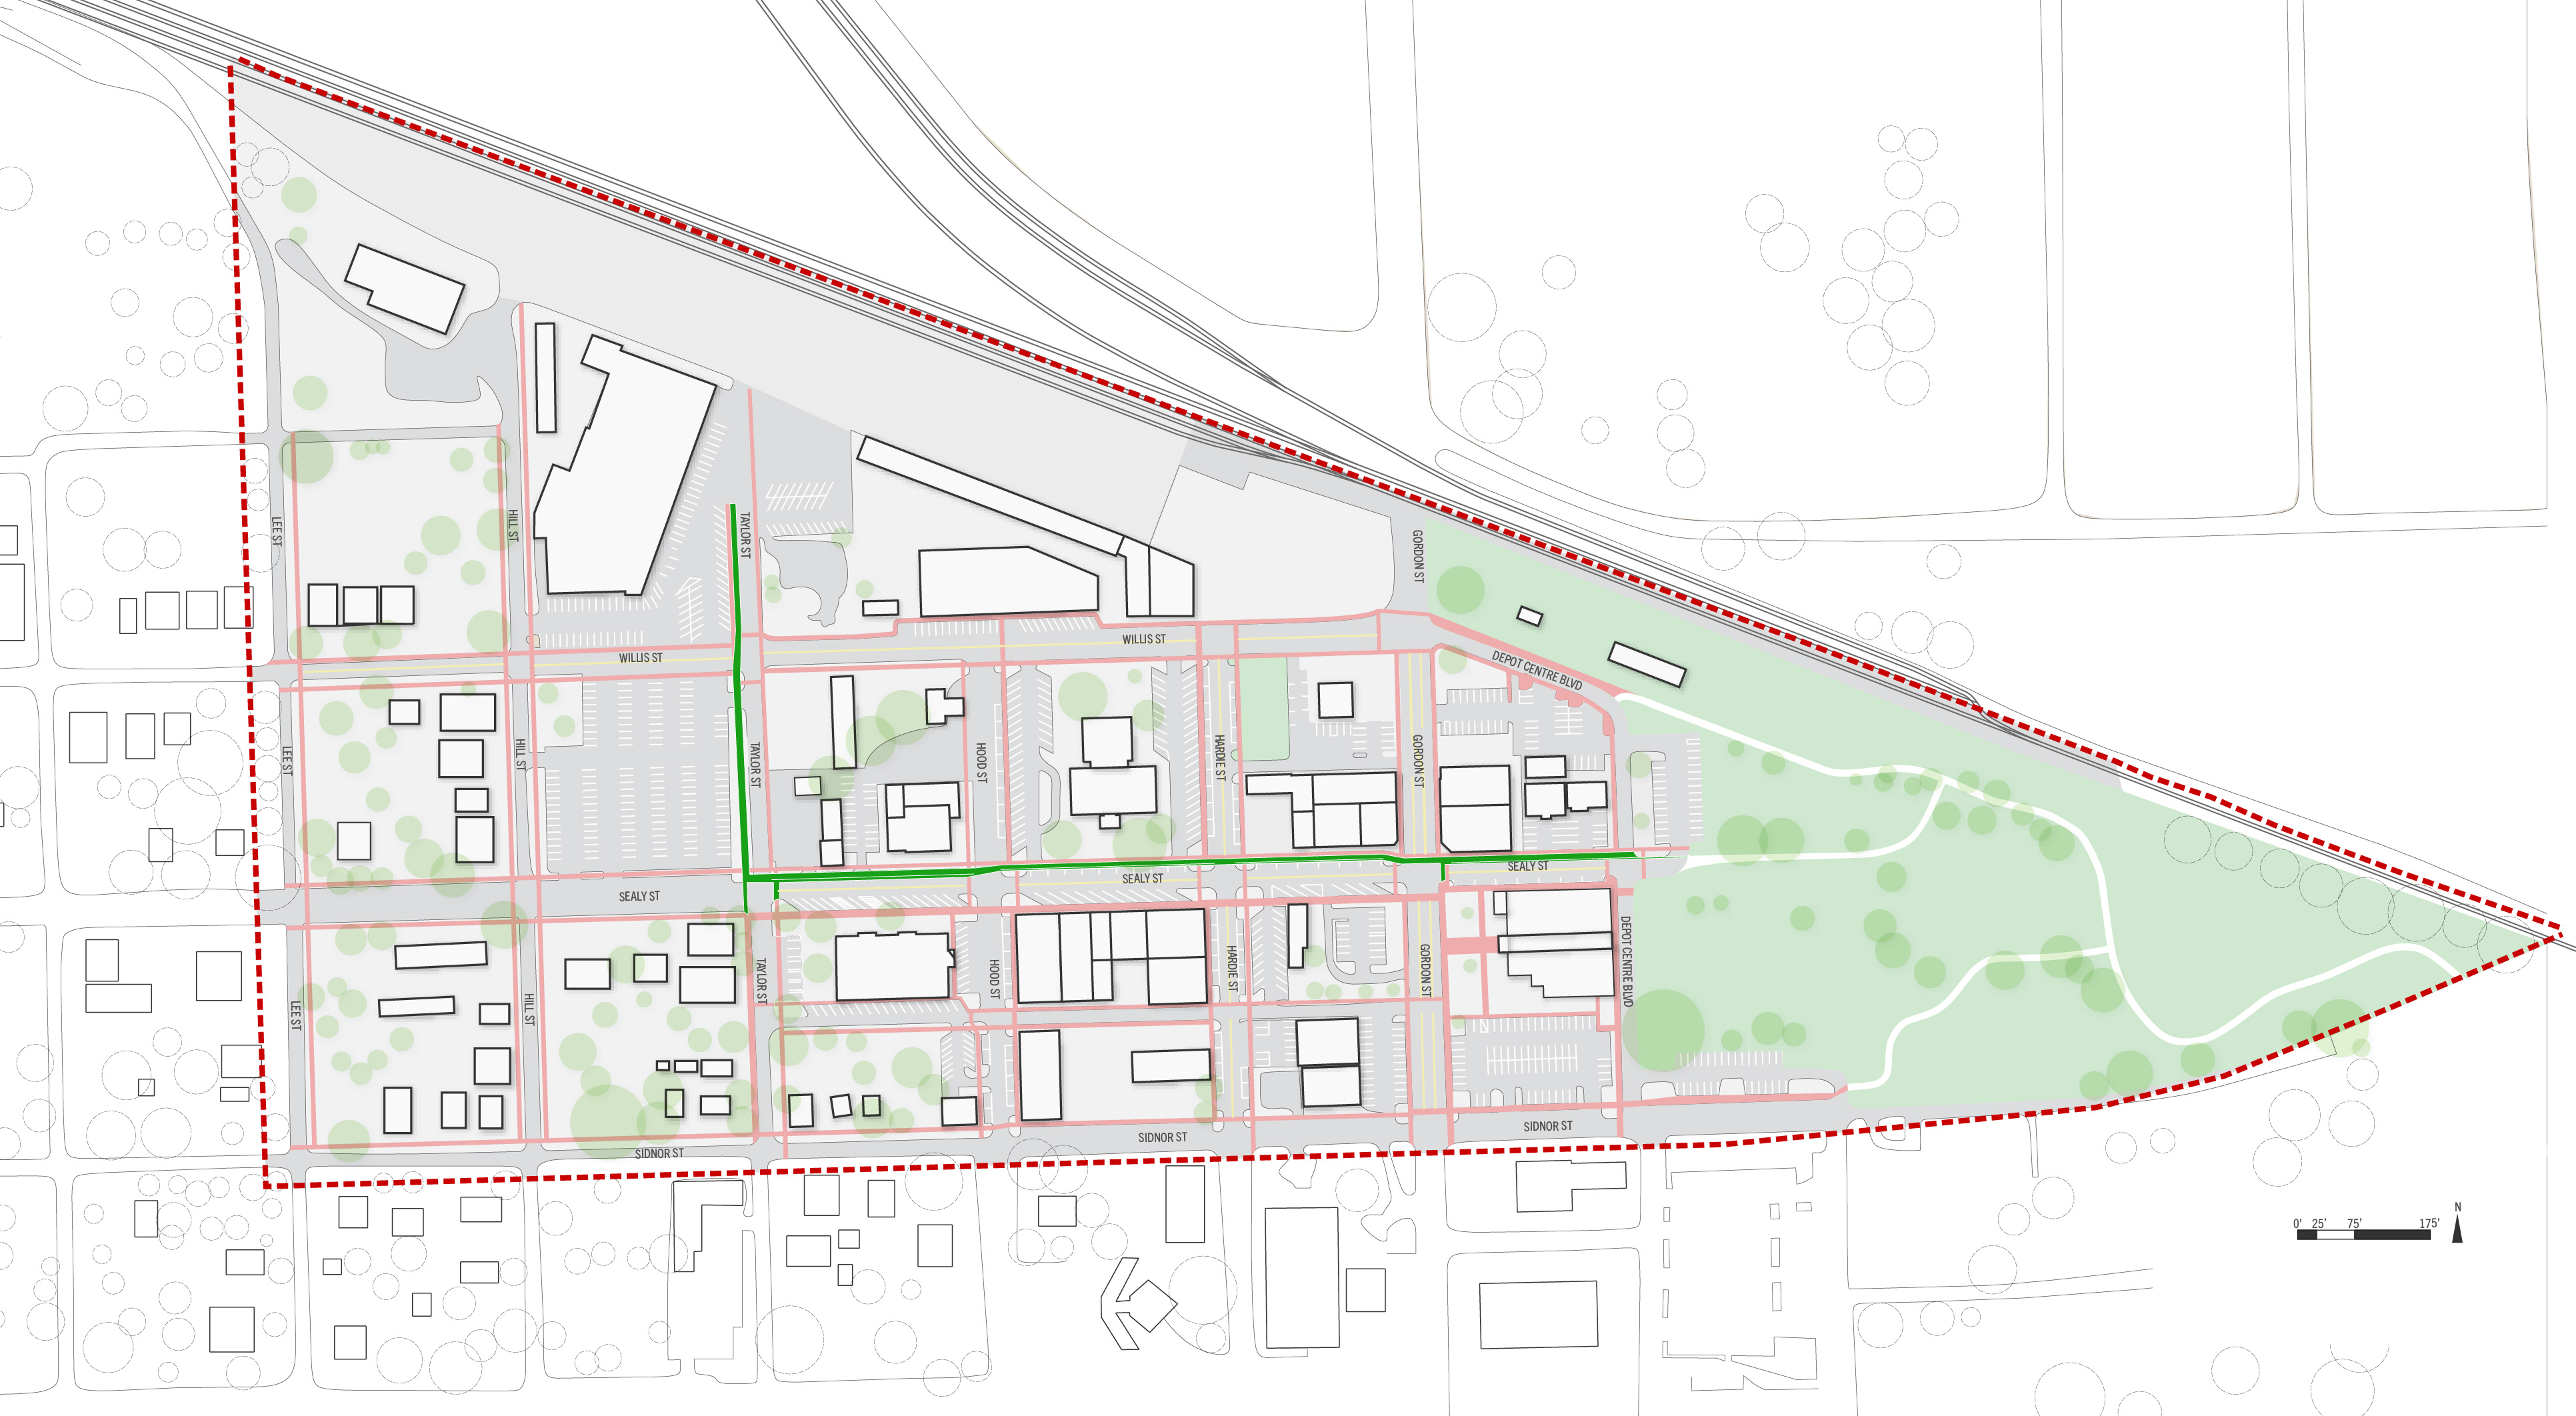 LEE ST
HILL ST
TAYLOR ST
GORDON ST
WILLIS ST
WILLIS ST
DEPOT CENTRE BLVD
LEE ST
HILL ST
TAYLOR ST
HOOD ST
HARDIE ST
GORDON ST
SEALY ST
SEALY ST
SEALY ST
LEE ST
HILL ST
TAYLOR ST
HOOD ST
HARDIE ST
GORDON ST
DEPOT CENTRE BLVD
SIDNOR ST
SIDNOR ST
SIDNOR ST
N
0' 25' 75' 175'